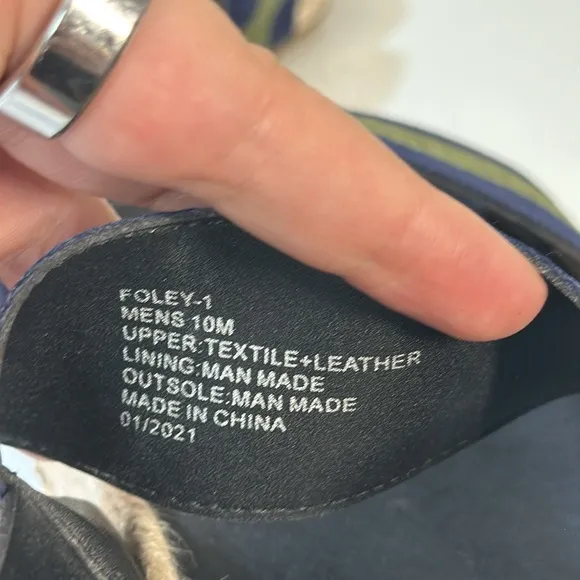 FOLEY-1
MENS 10M
UPPER:TEXTILE+LEATHER
LINING:MAN MADE
OUTSOLE:MAN MADE
MADE IN CHINA
01/2021